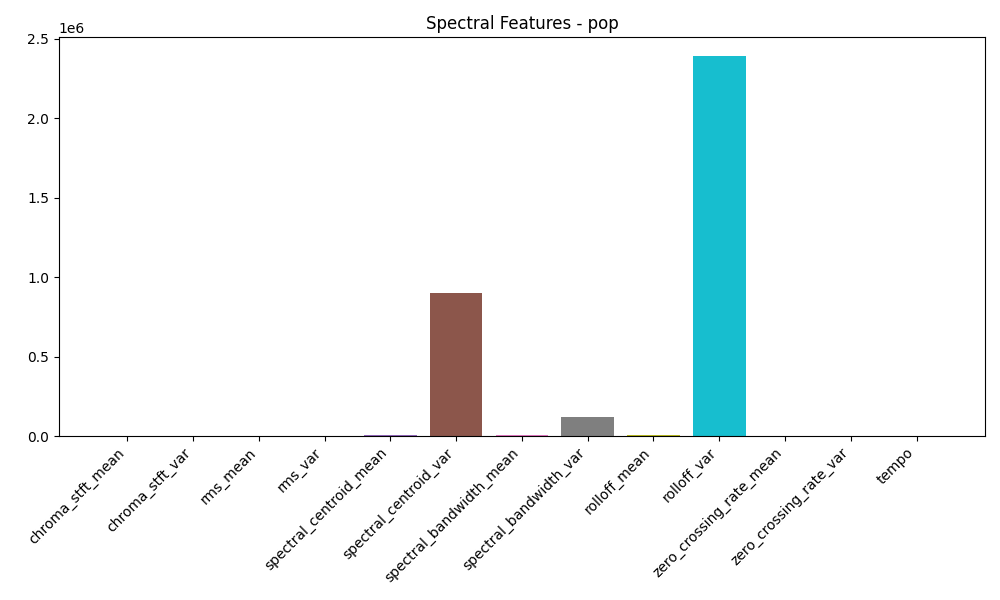 Spectral Features - pop
1e6
2.5
2.0
1.5
1.0
0.5
0.0
chroma_stft_mean
chroma_stft_var
rms_mean
rms_var
spectral_centroid_mean
spectral_centroid_var
spectral_bandwidth_mean
spectral_bandwidth_var
rolloff_mean
rolloff_var
zero_crossing_rate_mean
zero_crossing_rate_var
tempo